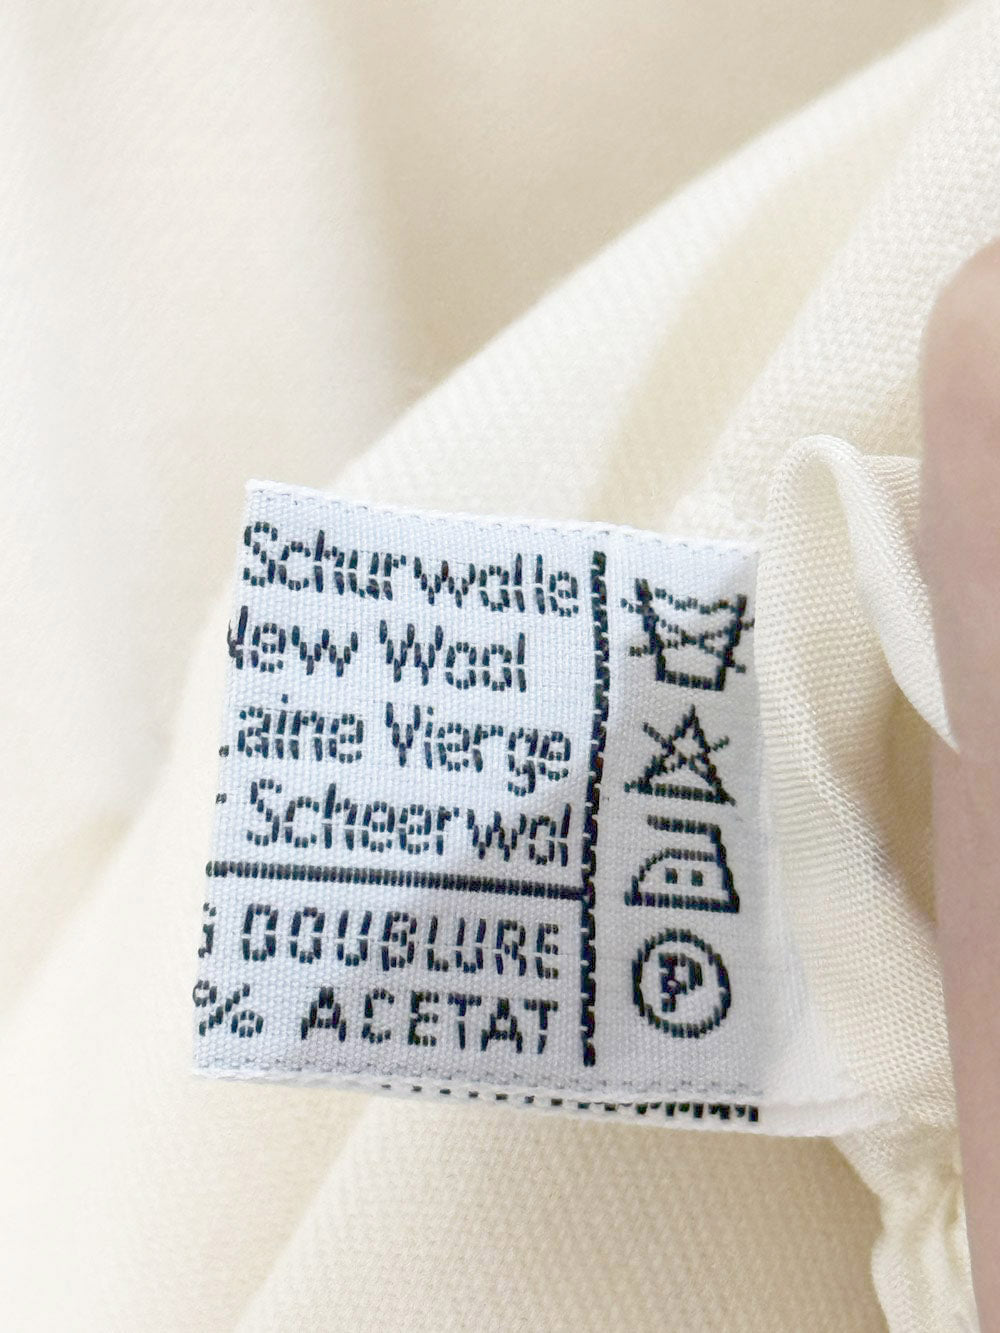 Schurwolle
New Wool
Laine Vierge
Scheerwol
DOUBLURE
% ACETAT
P